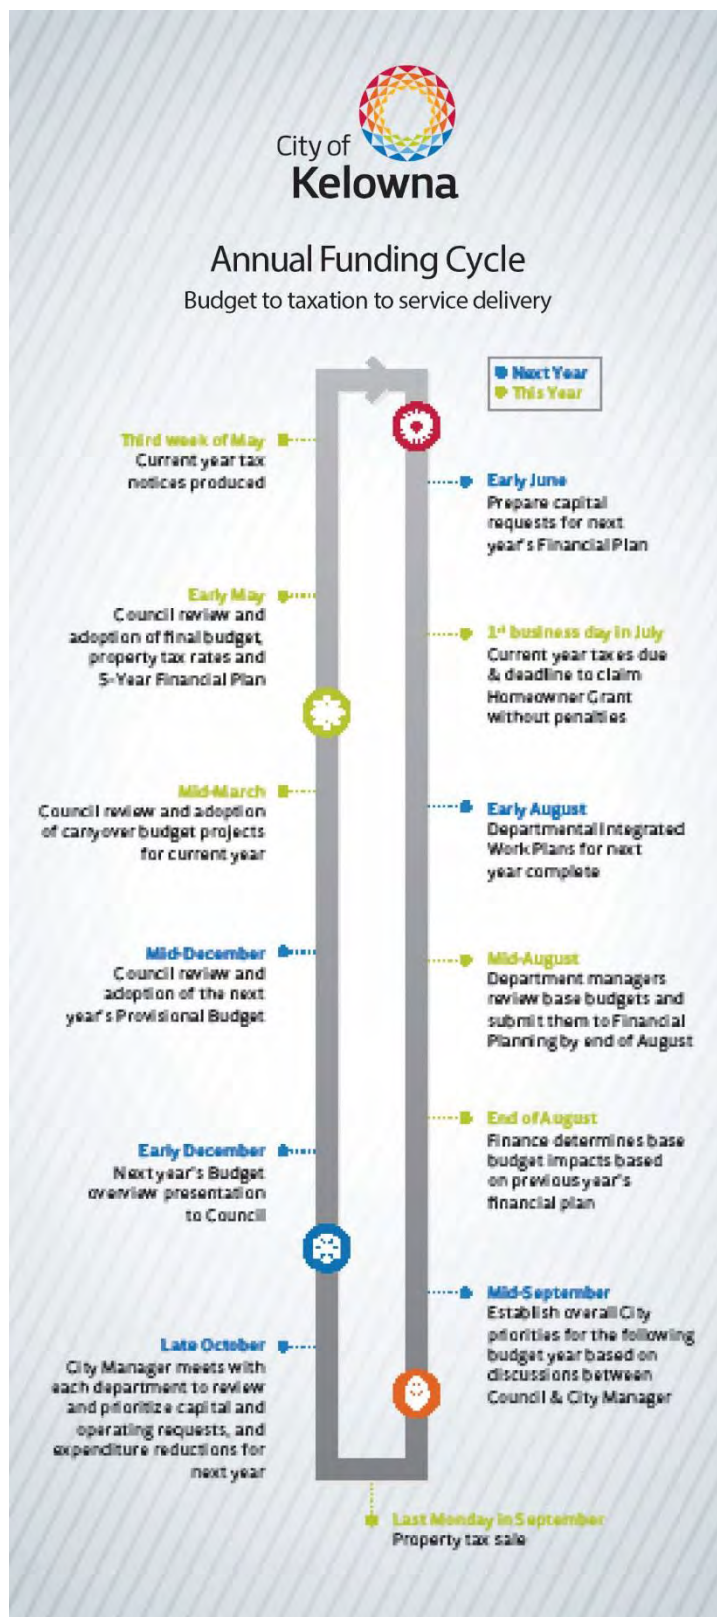 City of
Kelowna
Annual Funding Cycle
Budget to taxation to service delivery
Next Year
This Year
Third week of May
Current year tax
notices produced
Early June
Prepare capital
requests for next
year's Financial Plan
Early May
Council review and
adoption of final budget,
property tax rates and
5-Year Financial Plan
1st business day in July
Current year taxes due
& deadline to claim
Homeowner Grant
without penalties
Mid-March
Council review and adoption
of carryover budget projects
for current year
Early August
Departmental Integrated
Work Plans for next
year complete
Mid-December
Council review and
adoption of the next
year's Provisional Budget
Mid-August
Department managers
review base budgets and
submit them to Financial
Planning by end of August
Early December
Next year's Budget
overview presentation
to Council
End of August
Finance determines base
budget impacts based
on previous year's
financial plan
Late October
City Manager meets with
each department to review
and prioritize capital and
operating requests, and
expenditure reductions for
next year
Mid-September
Establish overall City
priorities for the following
budget year based on
discussions between
Council & City Manager
Last Monday in September
Property tax sale